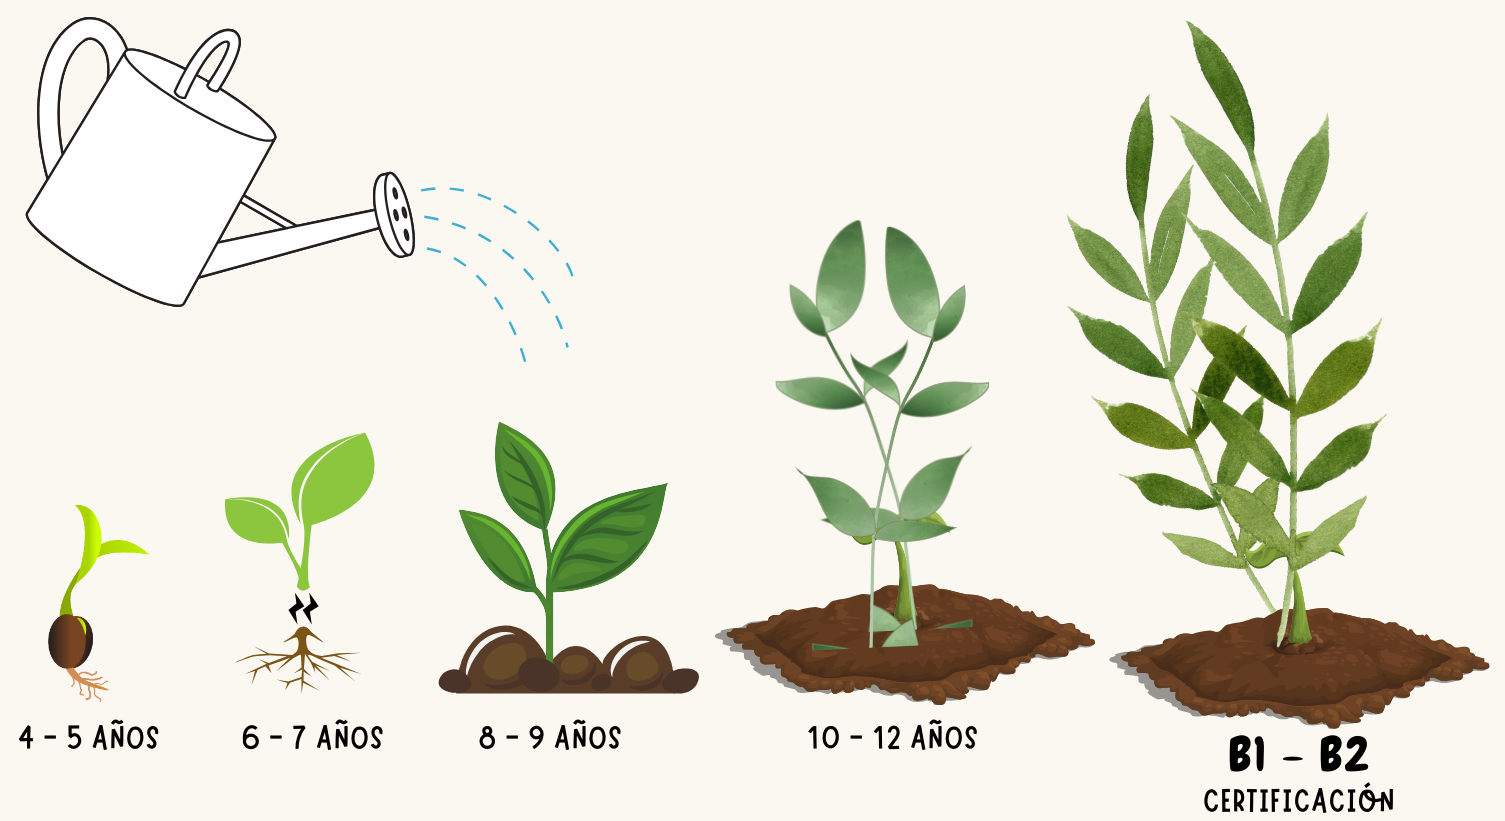 4 - 5 AÑOS
6 - 7 AÑOS
8 - 9 AÑOS
10 - 12 AÑOS
B1 - B2
CERTIFICACIÓN